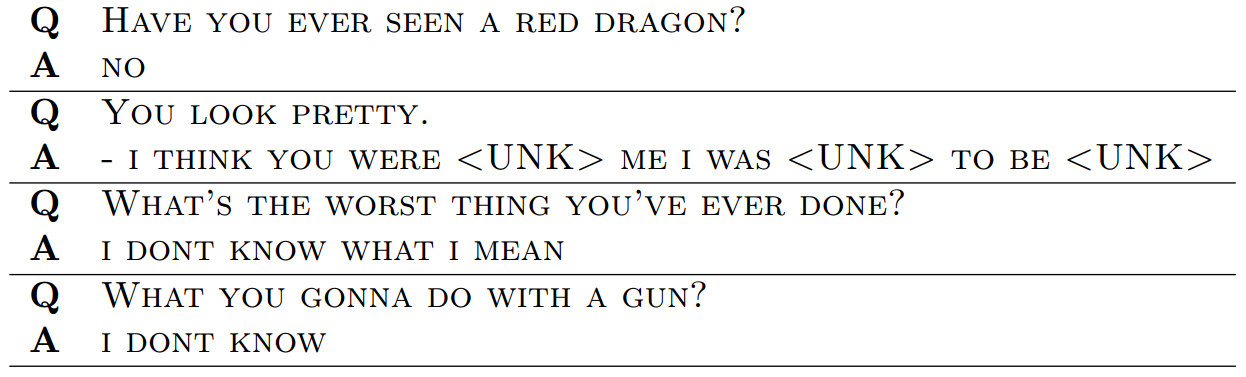 Q Have you ever seen a red dragon?
A no
Q You look pretty.
A - i think you were <UNK> me i was <UNK> to be <UNK>
Q What's the worst thing you've ever done?
A i dont know what i mean
Q What you gonna do with a gun?
A i dont know